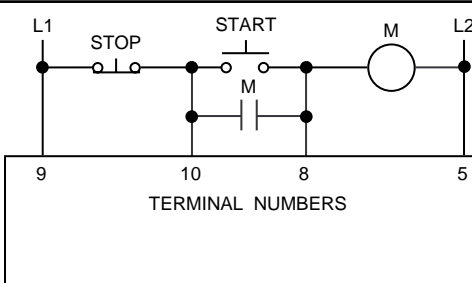 L1 START M L2
STOP
M
9 10 8 5
TERMINAL NUMBERS